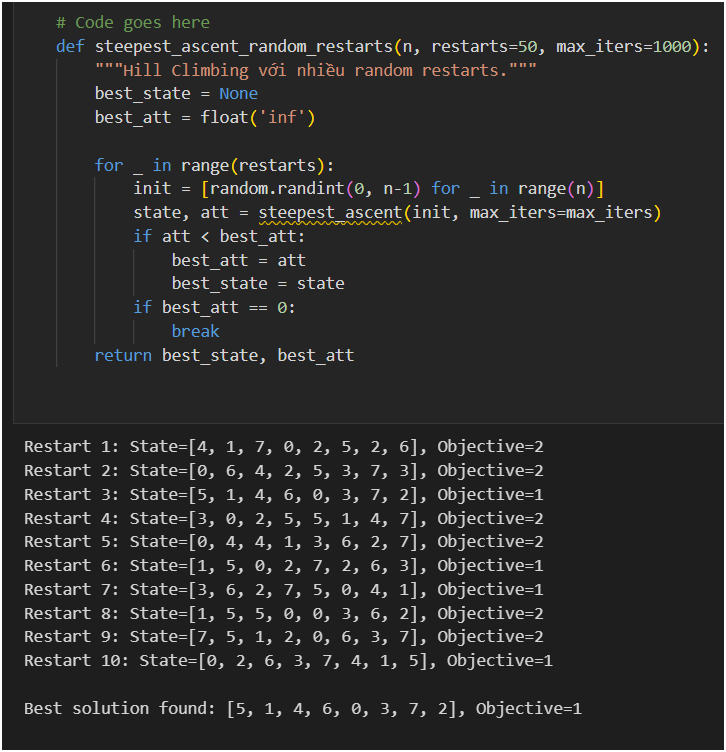 # Code goes here
def steepest_ascent_random_restarts(n, restarts=50, max_iters=1000):
"""Hill Climbing với nhiều random restarts."""
best_state = None
best_att = float('inf')
for _ in range(restarts):
init = [random.randint(0, n-1) for _ in range(n)]
state, att = steepest_ascent(init, max_iters=max_iters)
if att < best_att:
best_att = att
best_state = state
if best_att == 0:
break
return best_state, best_att
Restart 1: State=[4, 1, 7, 0, 2, 5, 2, 6], Objective=2
Restart 2: State=[0, 6, 4, 2, 5, 3, 7, 3], Objective=2
Restart 3: State=[5, 1, 4, 6, 0, 3, 7, 2], Objective=1
Restart 4: State=[3, 0, 2, 5, 5, 1, 4, 7], Objective=2
Restart 5: State=[0, 4, 4, 1, 3, 6, 2, 7], Objective=2
Restart 6: State=[1, 5, 0, 2, 7, 2, 6, 3], Objective=1
Restart 7: State=[3, 6, 2, 7, 5, 0, 4, 1], Objective=1
Restart 8: State=[1, 5, 5, 0, 0, 3, 6, 2], Objective=2
Restart 9: State=[7, 5, 1, 2, 0, 6, 3, 7], Objective=2
Restart 10: State=[0, 2, 6, 3, 7, 4, 1, 5], Objective=1
Best solution found: [5, 1, 4, 6, 0, 3, 7, 2], Objective=1